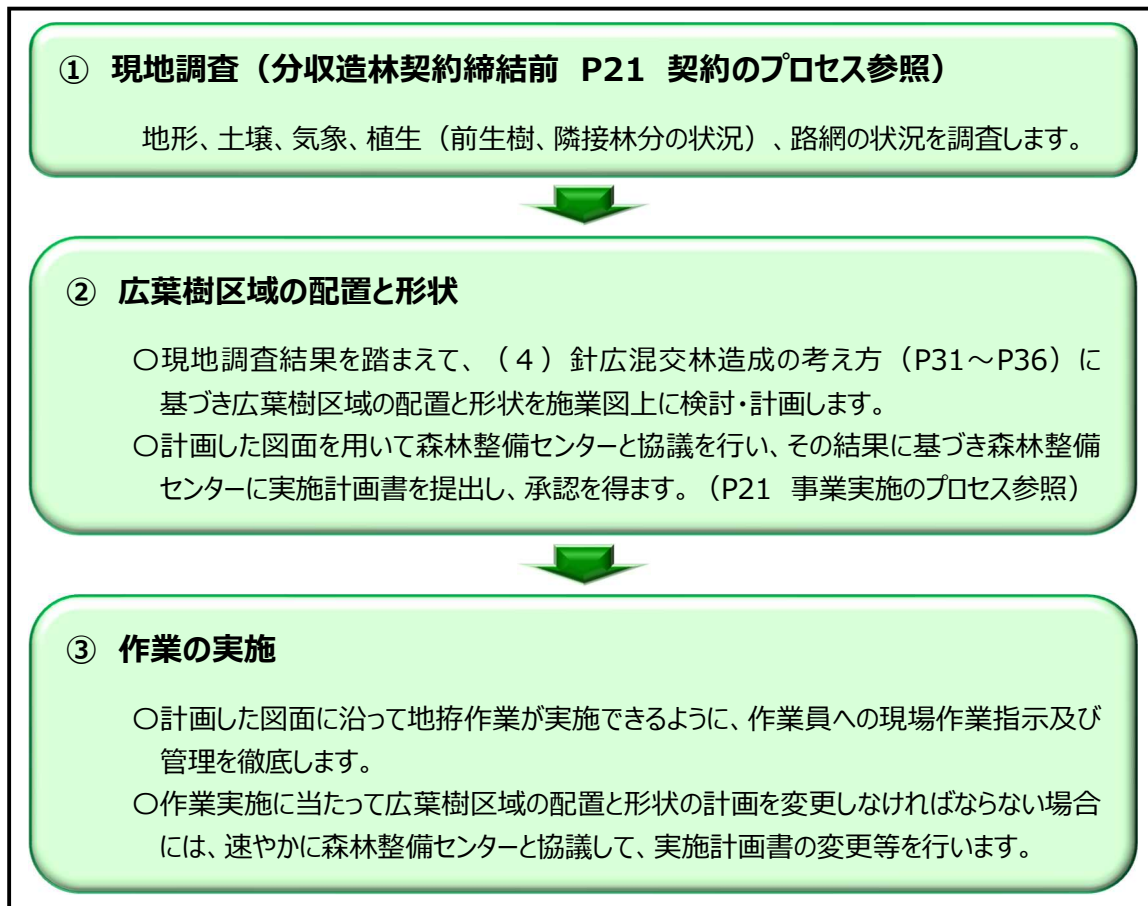 ① 現地調査（分収造林契約締結前 P21 契約のプロセス参照）
地形、土壌、気象、植生（前生樹、隣接林分の状況）、路網の状況を調査します。
② 広葉樹区域の配置と形状
○現地調査結果を踏まえて、（４）針広混交林造成の考え方（P31～P36）に
基づき広葉樹区域の配置と形状を施業図上に検討・計画します。
○計画した図面を用いて森林整備センターと協議を行い、その結果に基づき森林整備
センターに実施計画書を提出し、承認を得ます。（P21 事業実施のプロセス参照）
③ 作業の実施
○計画した図面に沿って地拵作業が実施できるように、作業員への現場作業指示及び
管理を徹底します。
○作業実施に当たって広葉樹区域の配置と形状の計画を変更しなければならない場合
には、速やかに森林整備センターと協議して、実施計画書の変更等を行います。